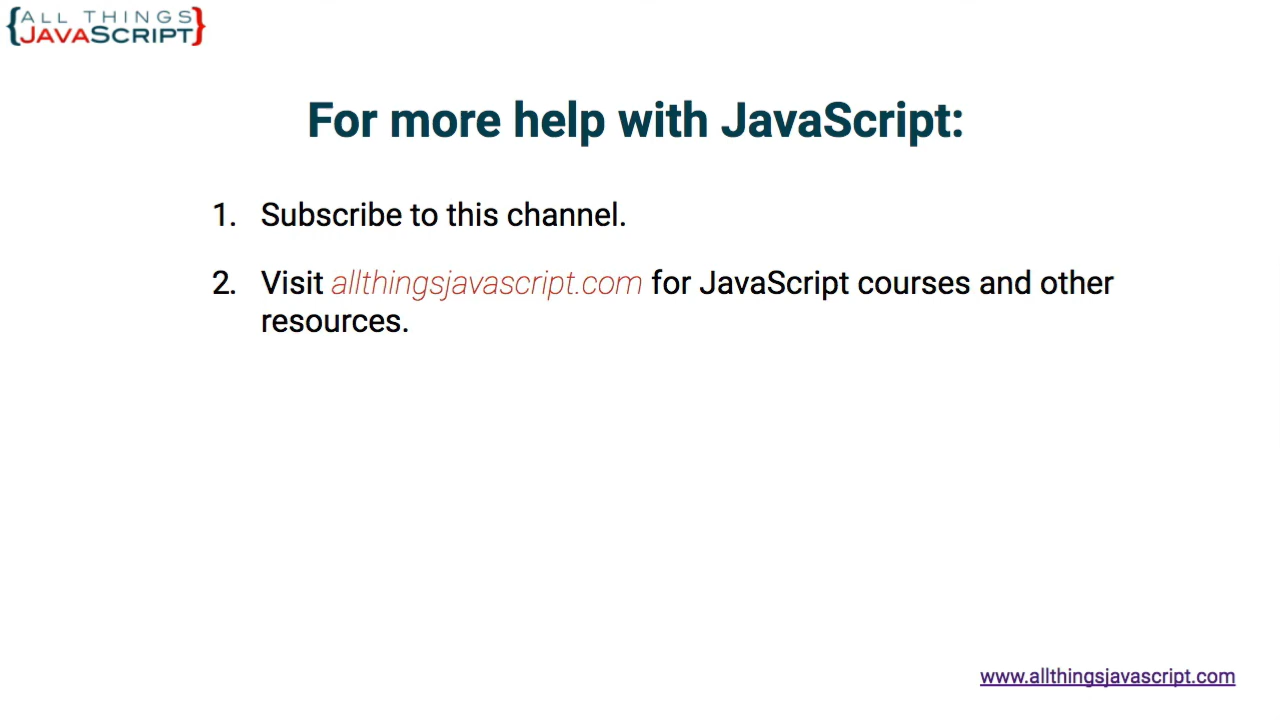 {ALL THINGS
JAVASCRIPT}
For more help with JavaScript:
1. Subscribe to this channel.
2. Visit allthingsjavascript.com for JavaScript courses and other
resources.
www.allthingsjavascript.com